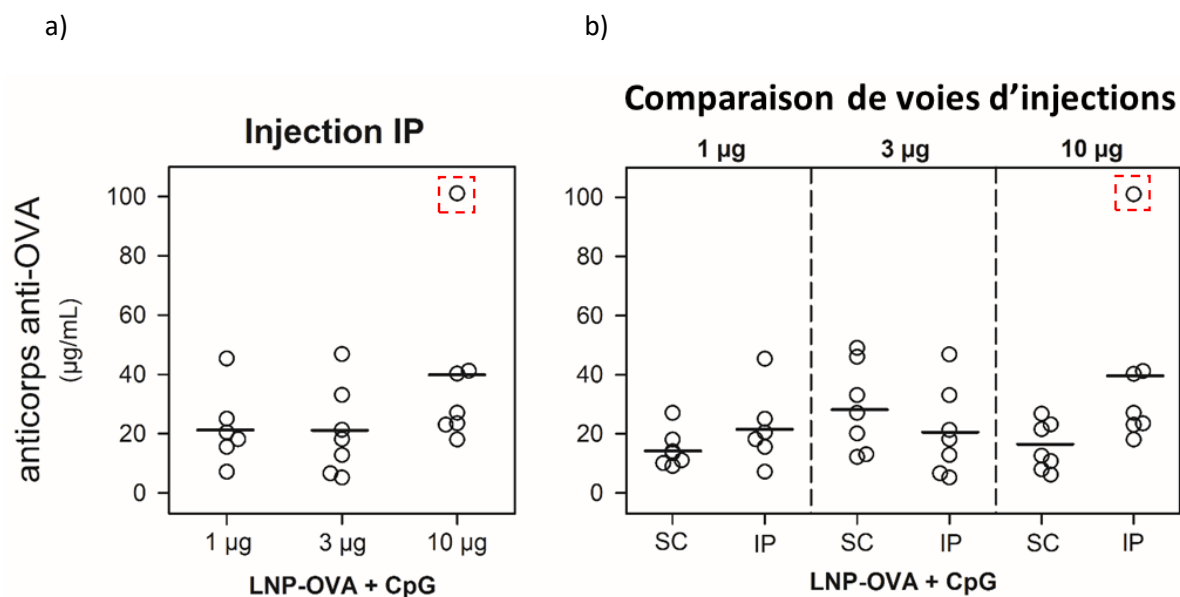 a)
b)
Injection IP
anticorps anti-OVA
(µg/mL)
100
80
60
40
20
0
1 µg
3 µg
10 µg
LNP-OVA + CpG
Comparaison de voies d'injections
1 µg
3 µg
10 µg
100
80
60
40
20
0
SC
IP
SC
IP
SC
IP
LNP-OVA + CpG